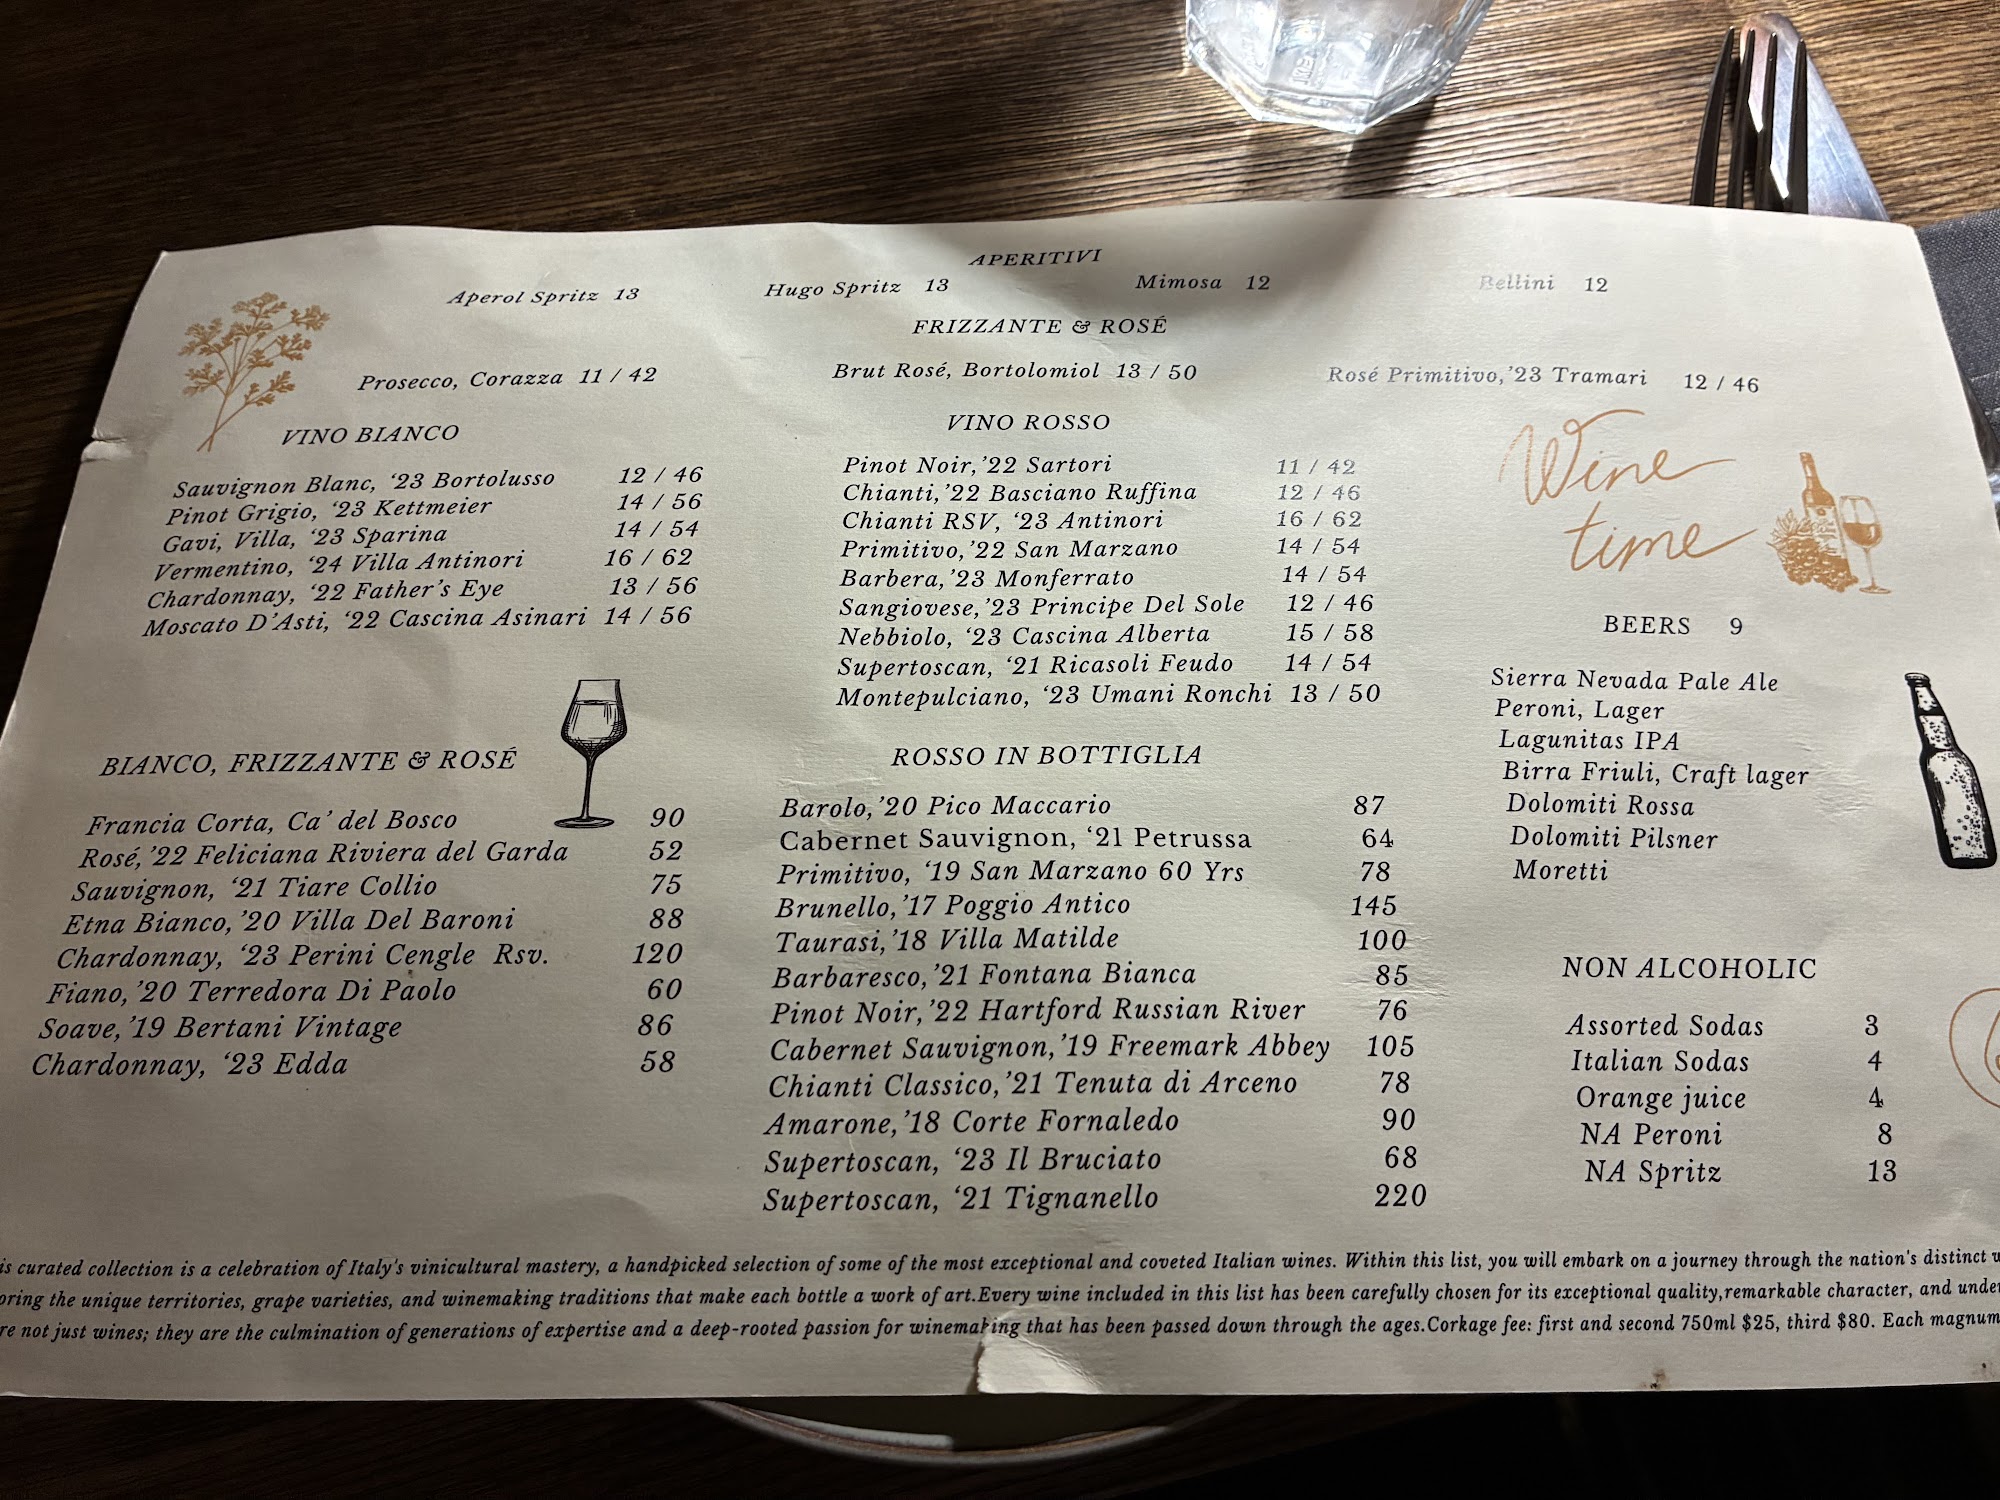 APERITIVI
Aperol Spritz 13 Hugo Spritz 13 Mimosa 12 Bellini 12
FRIZZANTE & ROSÉ
Prosecco, Corazza 11 / 42 Brut Rosé, Bortolomiol 13 / 50 Rosé Primitivo,'23 Tramari 12 / 46
VINO BIANCO
Sauvignon Blanc, ‘23 Bortolusso 12 / 46
Pinot Grigio, ‘23 Kettmeier 14 / 56
Gavi, Villa, ‘23 Sparina 14 / 54
Vermentino, ‘24 Villa Antinori 16 / 62
Chardonnay, ‘22 Father's Eye 13 / 56
Moscato D'Asti, ‘22 Cascina Asinari 14 / 56
BIANCO, FRIZZANTE & ROSÉ
Francia Corta, Ca' del Bosco 90
Rosé,'22 Feliciana Riviera del Garda 52
Sauvignon, ‘21 Tiare Collio 75
Etna Bianco,'20 Villa Del Baroni 88
Chardonnay, ‘23 Perini Cengle Rsv. 120
Fiano,'20 Terredora Di Paolo 60
Soave,'19 Bertani Vintage 86
Chardonnay, ‘23 Edda 58
VINO ROSSO
Pinot Noir,'22 Sartori 11 / 42
Chianti,'22 Basciano Ruffina 12 / 46
Chianti RSV, ‘23 Antinori 16 / 62
Primitivo,'22 San Marzano 14 / 54
Barbera,'23 Monferrato 14 / 54
Sangiovese,'23 Principe Del Sole 12 / 46
Nebbiolo, ‘23 Cascina Alberta 15 / 58
Supertoscan, ‘21 Ricasoli Feudo 14 / 54
Montepulciano, ‘23 Umani Ronchi 13 / 50
ROSSO IN BOTTIGLIA
Barolo,'20 Pico Maccario 87
Cabernet Sauvignon, ‘21 Petrussa 64
Primitivo, ‘19 San Marzano 60 Yrs 78
Brunello,'17 Poggio Antico 145
Taurasi,'18 Villa Matilde 100
Barbaresco,'21 Fontana Bianca 85
Pinot Noir,'22 Hartford Russian River 76
Cabernet Sauvignon,'19 Freemark Abbey 105
Chianti Classico,'21 Tenuta di Arceno 78
Amarone,'18 Corte Fornaledo 90
Supertoscan, ‘23 Il Bruciato 68
Supertoscan, ‘21 Tignanello 220
Wine
time
BEERS 9
Sierra Nevada Pale Ale
Peroni, Lager
Lagunitas IPA
Birra Friuli, Craft lager
Dolomiti Rossa
Dolomiti Pilsner
Moretti
NON ALCOHOLIC
Assorted Sodas 3
Italian Sodas 4
Orange juice 4
NA Peroni 8
NA Spritz 13
is curated collection is a celebration of Italy's vinicultural mastery, a handpicked selection of some of the most exceptional and coveted Italian wines. Within this list, you will embark on a journey through the nation's distinct
oring the unique territories, grape varieties, and winemaking traditions that make each bottle a work of art.Every wine included in this list has been carefully chosen for its exceptional quality,remarkable character, and under
re not just wines; they are the culmination of generations of expertise and a deep-rooted passion for winemaking that has been passed down through the ages.Corkage fee: first and second 750ml $25, third $80. Each magnum